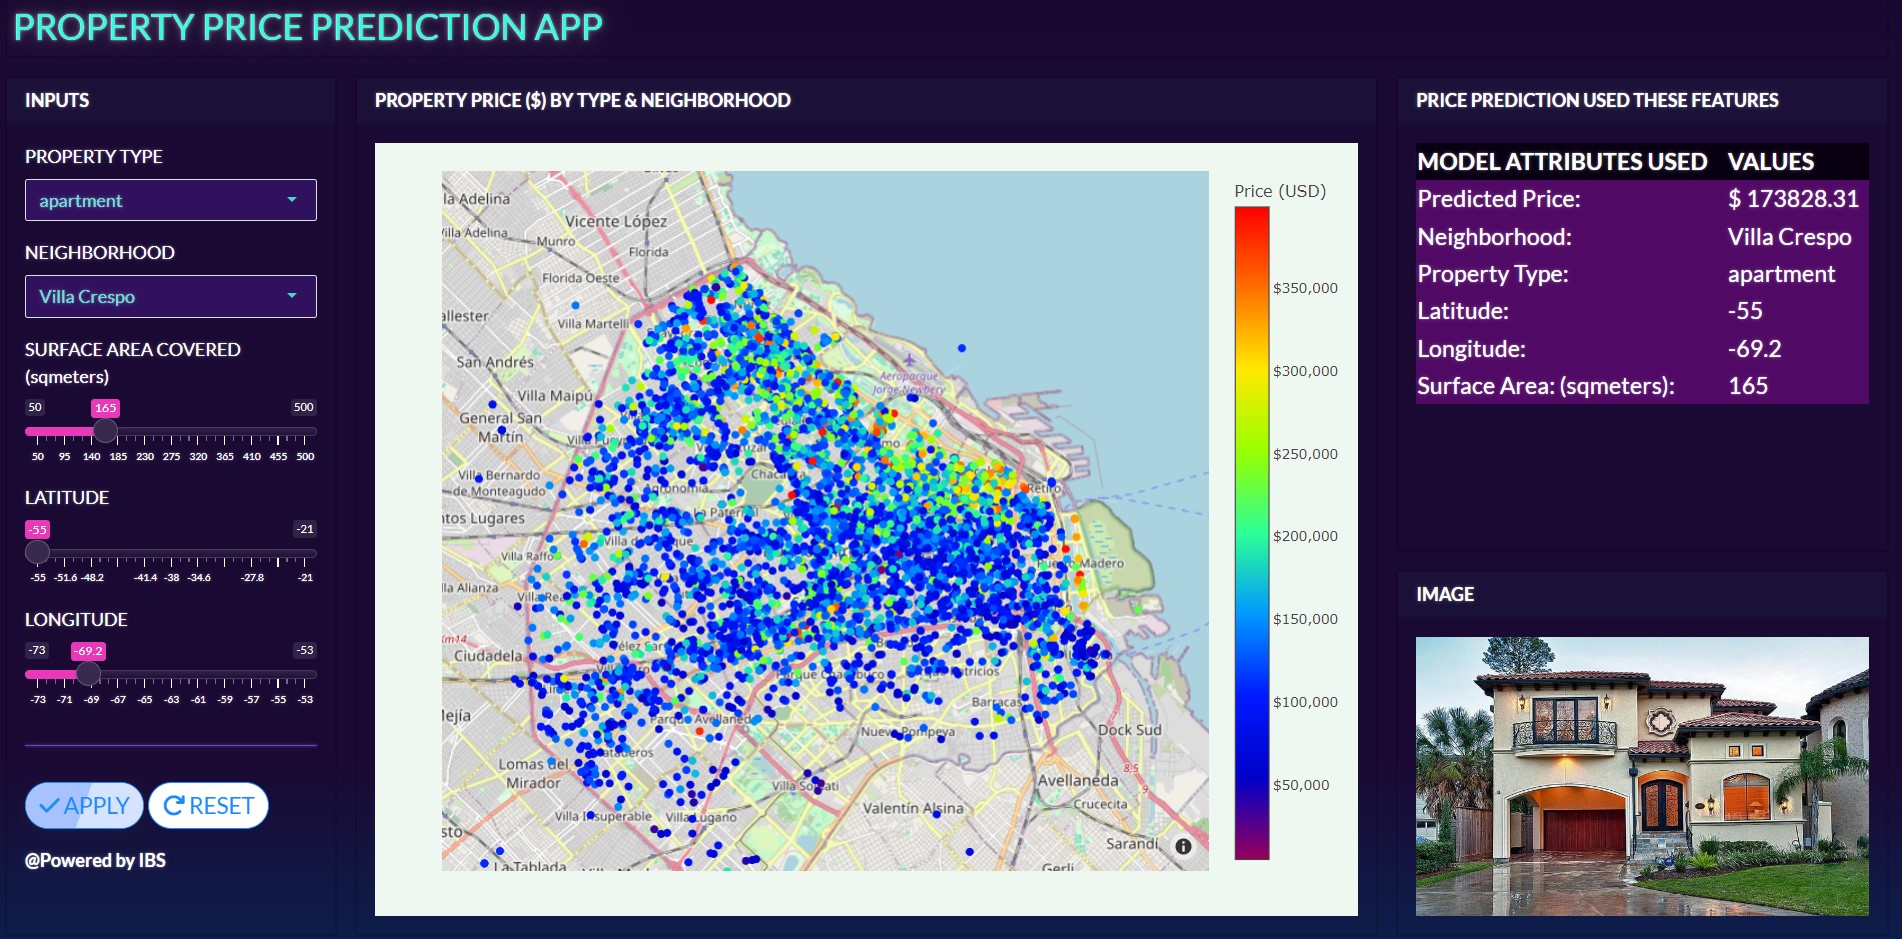 PROPERTY PRICE PREDICTION APP
INPUTS
PROPERTY TYPE
apartment
NEIGHBORHOOD
Villa Crespo
SURFACE AREA COVERED
(sqmeters)
50 165 500
50 95 140 185 230 275 320 365 410 455 500
LATITUDE
-55 -21
-55 -51.6 -48.2 -41.4 -38 -34.6 -27.8 -21
LONGITUDE
-73 -69.2 -53
-73 -71 -69 -67 -65 -63 -61 -59 -57 -55 -53
APPLY RESET
@Powered by IBS
PROPERTY PRICE ($) BY TYPE & NEIGHBORHOOD
la Adelina
Vicente López
Villa Adelina
Munro
Florida
Florida Oeste
allester
Villa Martelli
San Andrés
Aeroparque
Jorge Newbery
Villa Maipú
General San
Martín
Villa Bernardo
de Monteagudo
Agronomía
Retiro
ntos Lugares
La Paternal
Villa Raffo
Puerto Madero
lla Alianza
Villa Real
km14
Ciudadela
Parque Chacabuco
lejía
Barracas
Parque Avellaneda
Nueva Pompeya
Dock Sud
Lomas del
Mirador
8.5
9
Villa Soldati
Avellaneda
Villa Insuperable
Villa Lugano
Valentín Alsina
Crucecita
sto
Sarandí
La Tablada
Gerli
Price (USD)
$350,000
$300,000
$250,000
$200,000
$150,000
$100,000
$50,000
PRICE PREDICTION USED THESE FEATURES
MODEL ATTRIBUTES USED VALUES
Predicted Price: $ 173828.31
Neighborhood: Villa Crespo
Property Type: apartment
Latitude: -55
Longitude: -69.2
Surface Area: (sqmeters): 165
IMAGE